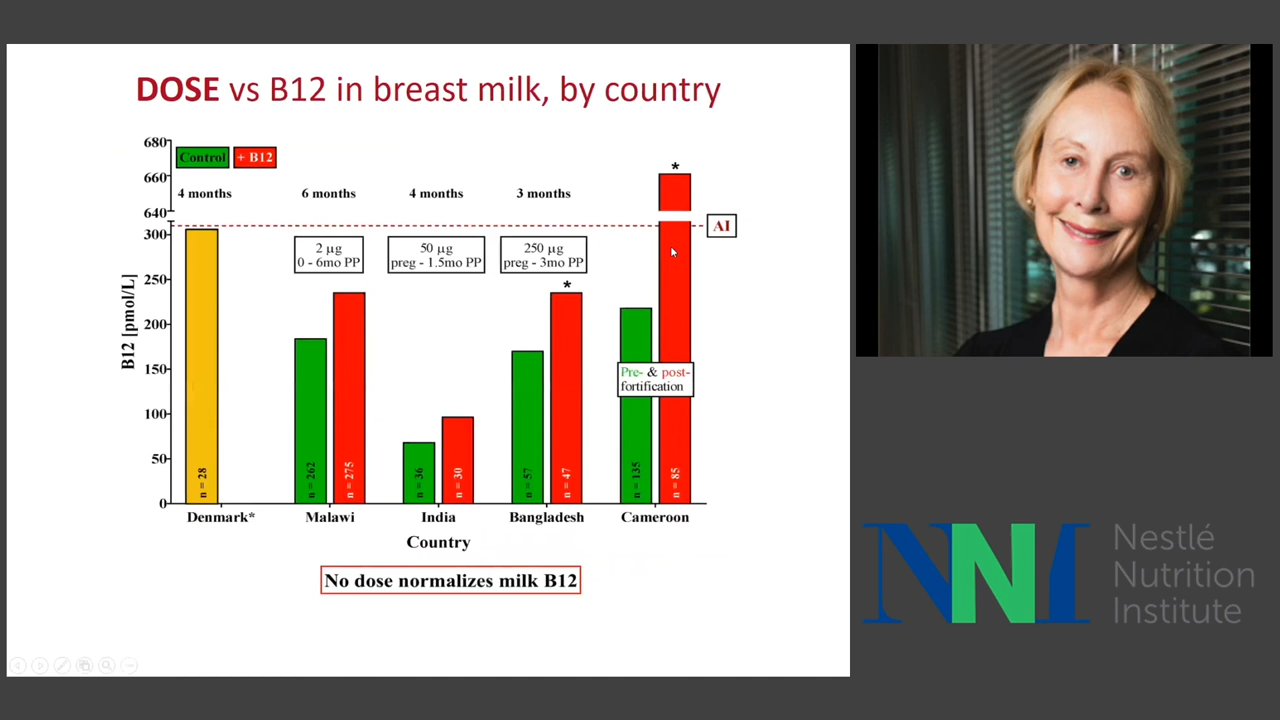 DOSE vs B12 in breast milk, by country
680
660
640
300
250
200
150
100
50
0
B12 [pmol/L]
Control
+ B12
4 months
6 months
4 months
3 months
*
AI
2 µg
0 - 6mo PP
50 µg
preg - 1.5mo PP
250 µg
preg - 3mo PP
*
Pre- & post-
fortification
n = 28
n = 262
n = 275
n = 36
n = 30
n = 57
n = 47
n = 135
n = 85
Denmark*
Malawi
India
Bangladesh
Cameroon
Country
No dose normalizes milk B12
NNI
Nestlé
Nutrition
Institute